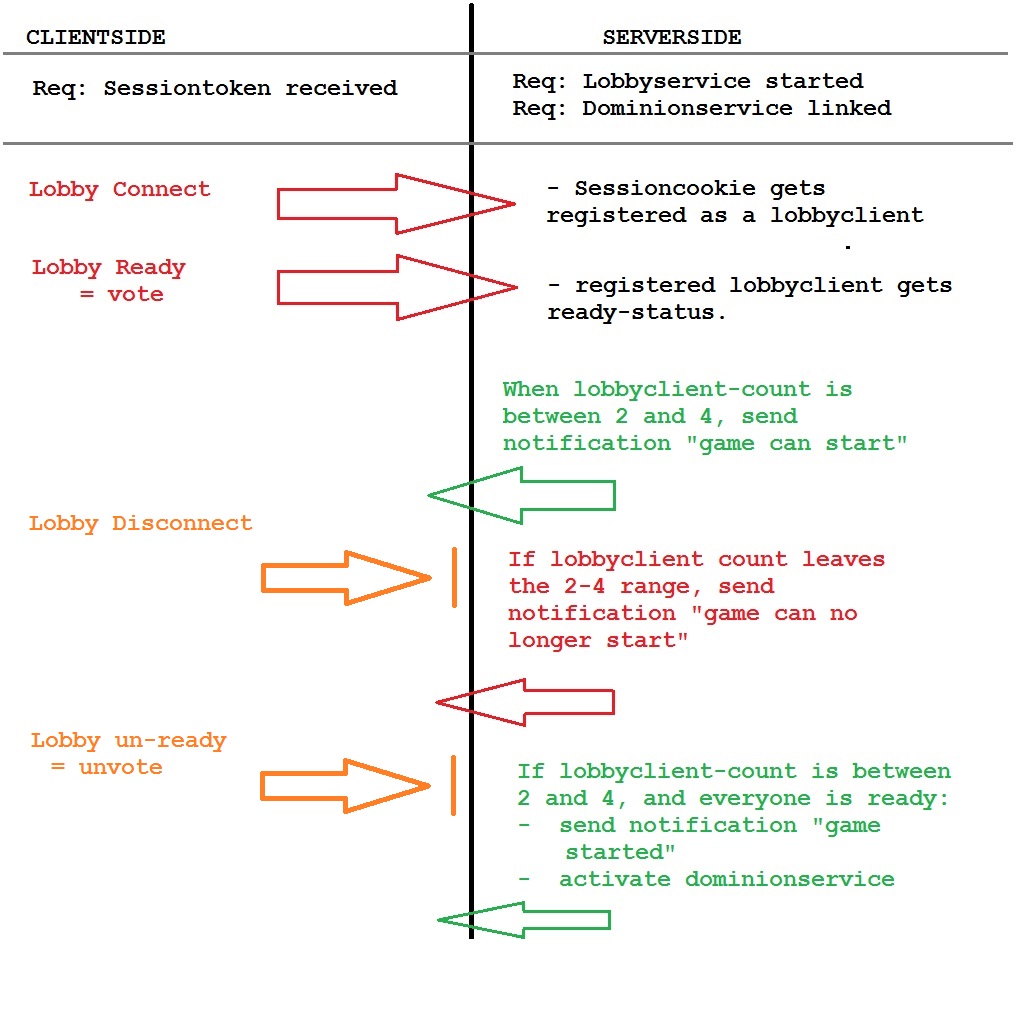 CLIENTSIDE
SERVERSIDE
Req: Sessiontoken received
Req: Lobbyservice started
Req: Dominionservice linked
Lobby Connect
- Sessioncookie gets
registered as a lobbyclient
.
Lobby Ready
= vote
- registered lobbyclient gets
ready-status.
When lobbyclient-count is
between 2 and 4, send
notification "game can start"
Lobby Disconnect
If lobbyclient count leaves
the 2-4 range, send
notification "game can no
longer start"
Lobby un-ready
= unvote
If lobbyclient-count is between
2 and 4, and everyone is ready:
- send notification "game
started"
- activate dominionservice